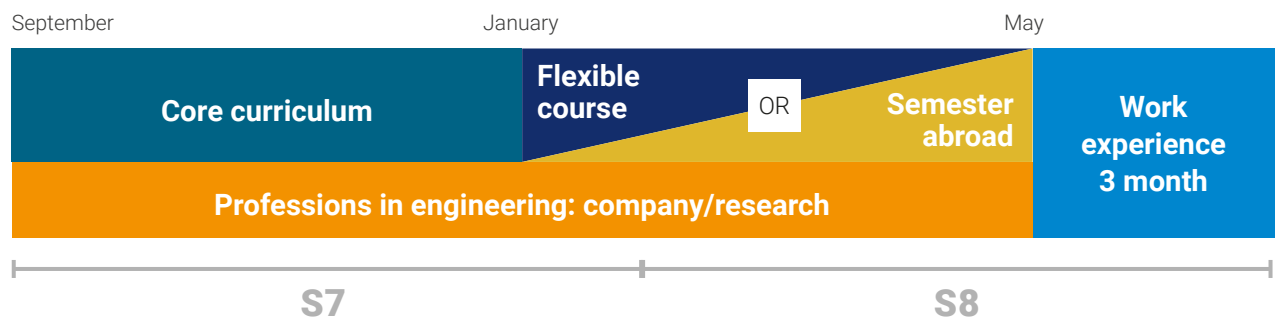 September
January
May
Core curriculum
Flexible
course
OR
Semester
abroad
Work
experience
3 month
Professions in engineering: company/research
S7
S8